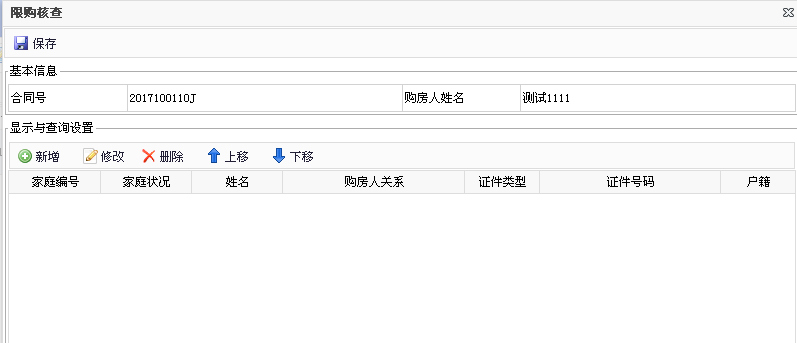 限购核查
保存
基本信息
合同号 2017100110J 购房人姓名 测试1111
显示与查询设置
新增 修改 删除 上移 下移
家庭编号 家庭状况 姓名 购房人关系 证件类型 证件号码 户籍